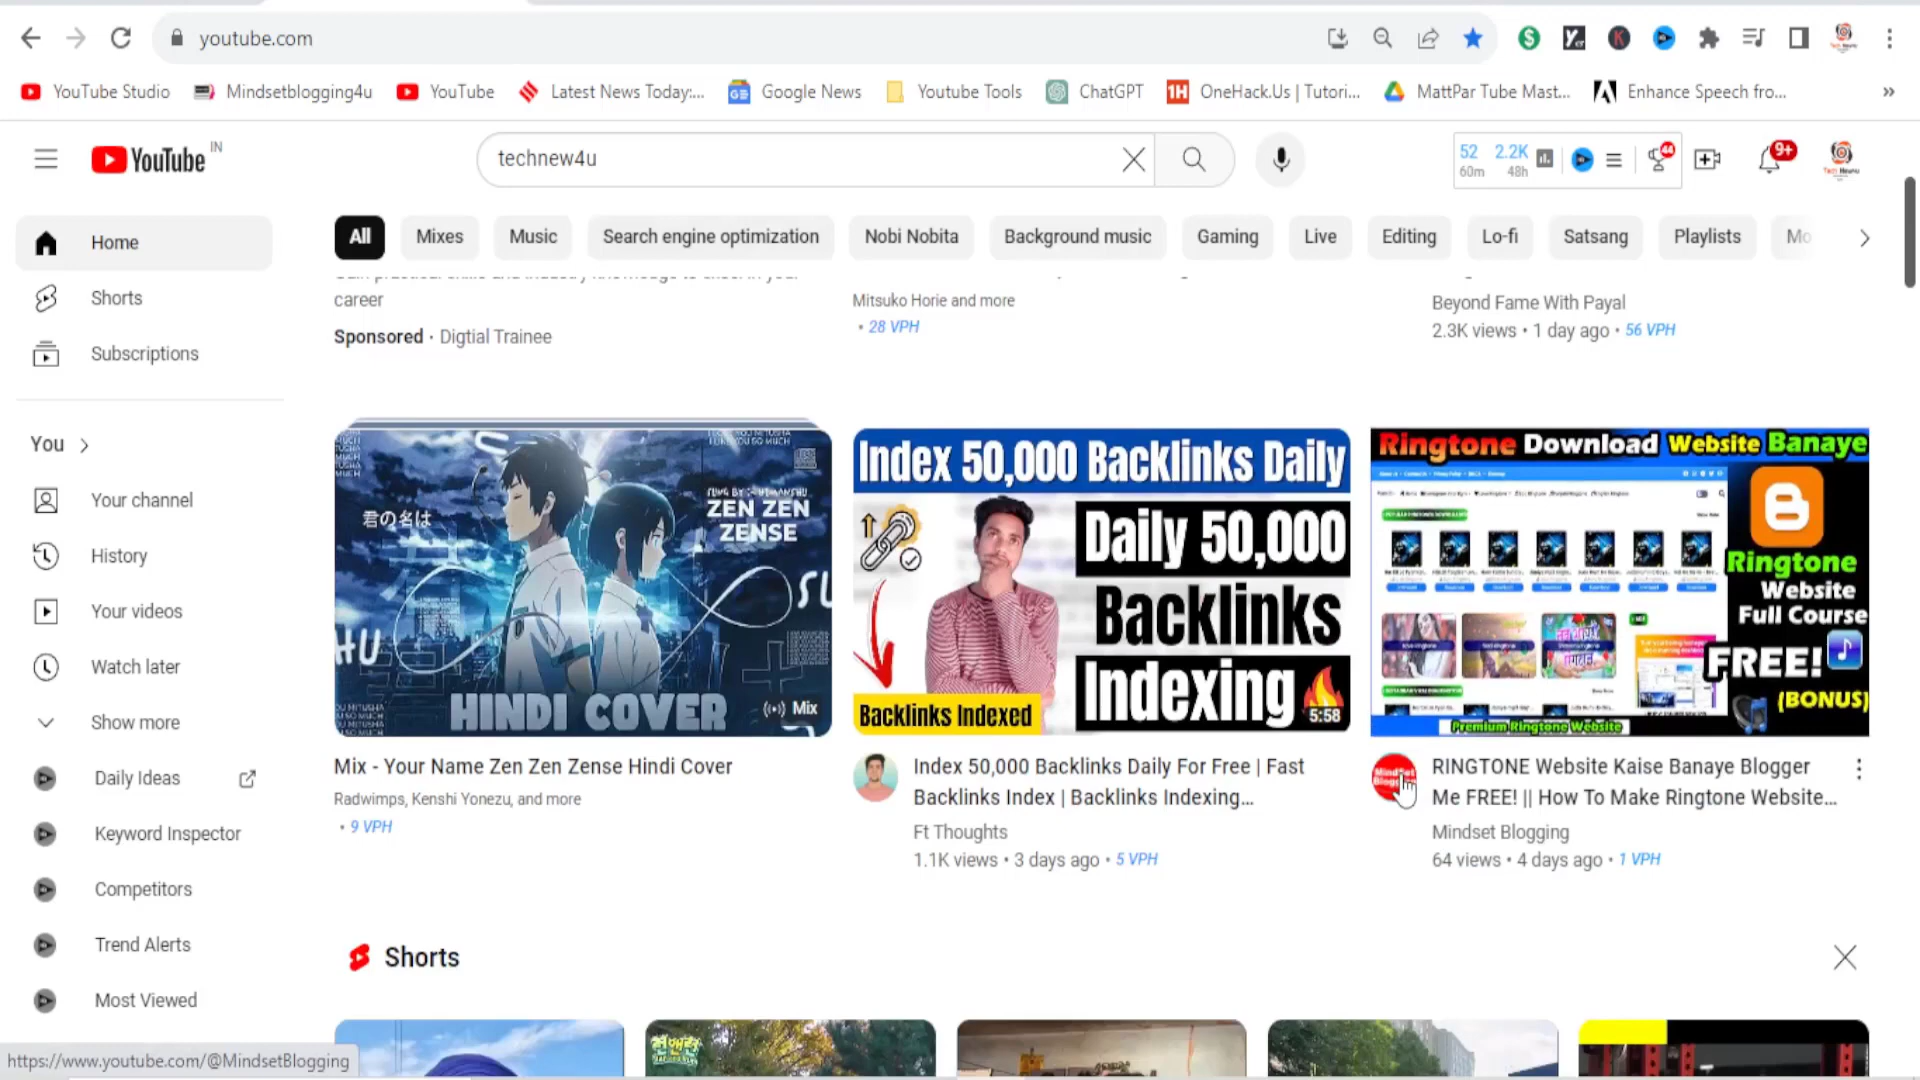 youtube.com
YouTube Studio
Mindsetblogging4u
YouTube
Latest News Today:...
Google News
Youtube Tools
ChatGPT
1H OneHack.Us | Tutori...
MattPar Tube Mast...
Enhance Speech fro...
»
YouTube IN
technew4u
52
60m
2.2K
48h
44
9+
Home
Shorts
Subscriptions
You
Your channel
History
Your videos
Watch later
Show more
Daily Ideas
Keyword Inspector
Competitors
Trend Alerts
Most Viewed
All
Mixes
Music
Search engine optimization
Nobi Nobita
Background music
Gaming
Live
Editing
Lo-fi
Satsang
Playlists
Mo
career
Sponsored · Digtial Trainee
Mitsuko Horie and more
• 28 VPH
Beyond Fame With Payal
2.3K views • 1 day ago • 56 VPH
君の名は
ZEN ZEN
ZENSE
HINDI COVER
Mix
Mix - Your Name Zen Zen Zense Hindi Cover
Radwimps, Kenshi Yonezu, and more
• 9 VPH
Index 50,000 Backlinks Daily
Daily 50,000
Backlinks
Indexing
Backlinks Indexed
5:58
Index 50,000 Backlinks Daily For Free | Fast
Backlinks Index | Backlinks Indexing...
Ft Thoughts
1.1K views • 3 days ago • 5 VPH
Ringtone Download Website Banaye
Ringtone
Website
Full Course
FREE!
(BONUS)
Premium Ringtone Website
RINGTONE Website Kaise Banaye Blogger
Me FREE! || How To Make Ringtone Website...
Mindset Blogging
64 views • 4 days ago • 1 VPH
Shorts
https://www.youtube.com/@MindsetBlogging